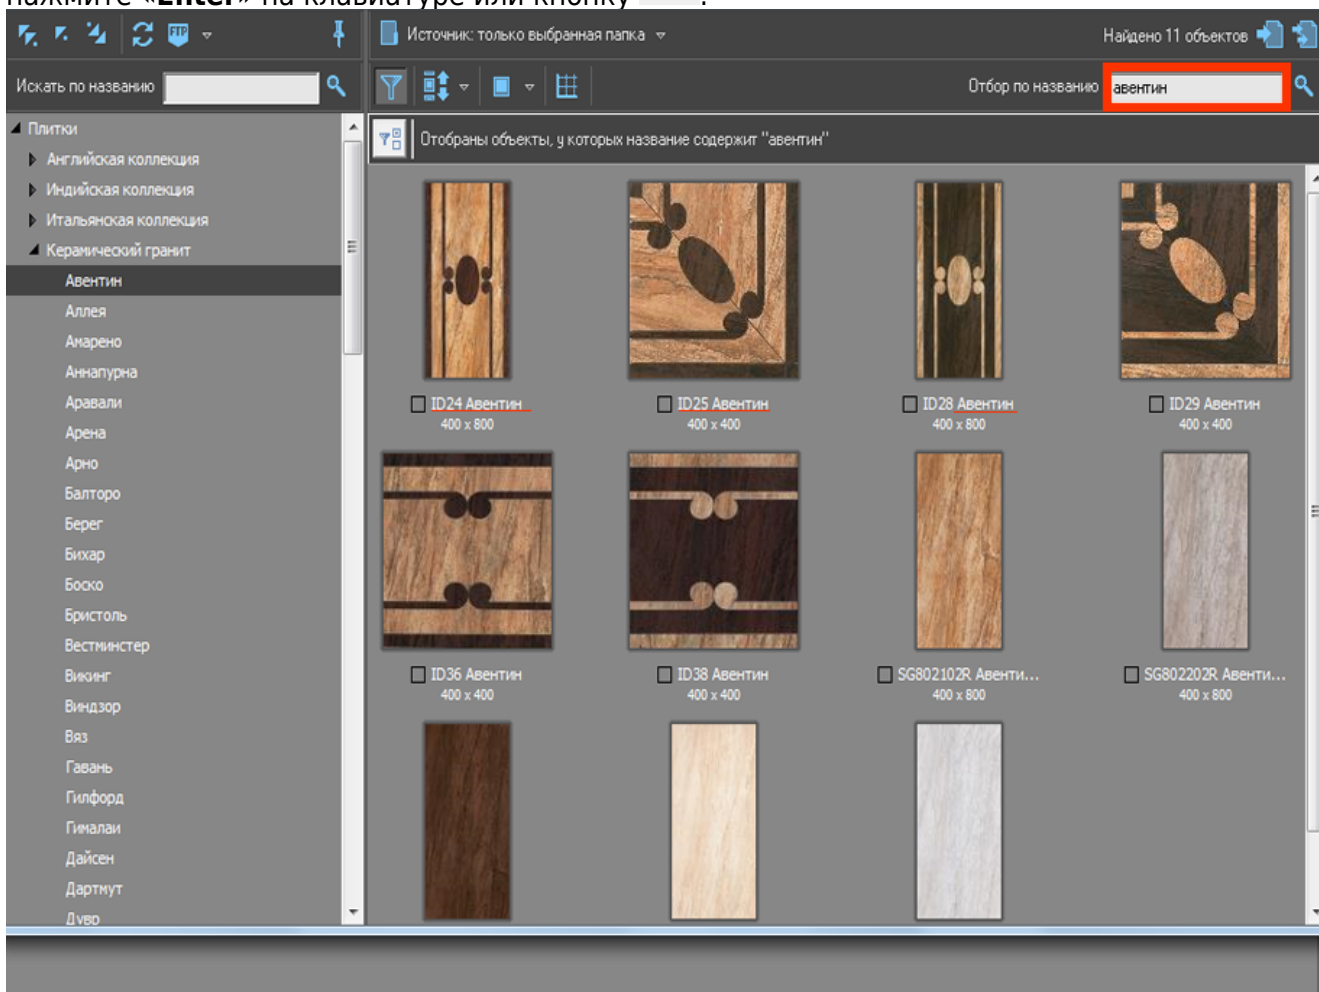 нажмите «Enter» на клавиатуре или кнопку .
FTP
Источник: только выбранная папка
Найдено 11 объектов
Искать по названию
Отбор по названию авентин
Отобраны объекты, у которых название содержит "авентин"
Плитки
Английская коллекция
Индийская коллекция
Итальянская коллекция
Керамический гранит
Авентин
Аллея
Амарено
Аннапурна
Аравали
Арена
Арно
Балторо
Берег
Бихар
Боско
Бристоль
Вестминстер
Викинг
Виндзор
Вяз
Гавань
Гилфорд
Гималаи
Дайсен
Дартмут
Дувр
ID24 Авентин
400 x 800
ID25 Авентин
400 x 400
ID28 Авентин
400 x 800
ID29 Авентин
400 x 400
ID36 Авентин
400 x 400
ID38 Авентин
400 x 400
SG802102R Авенти...
400 x 800
SG802202R Авенти...
400 x 800